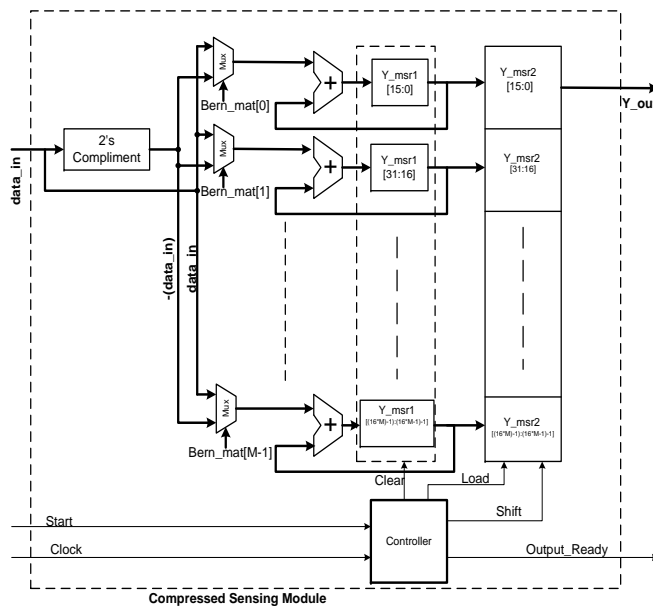 Mux
Bern_mat[0]
+
Y_msr1
[15:0]
Y_msr2
[15:0]
Y_out
data_in
2's
Compliment
Mux
Bern_mat[1]
+
Y_msr1
[31:16]
Y_msr2
[31:16]
-(data_in)
data_in
Mux
Bern_mat[M-1]
+
Y_msr1
[(16*M)-1):(16*M-1)-1]
Y_msr2
[(16*M)-1):(16*M-1)-1]
Clear
Load
Shift
Start
Clock
Controller
Output_Ready
Compressed Sensing Module